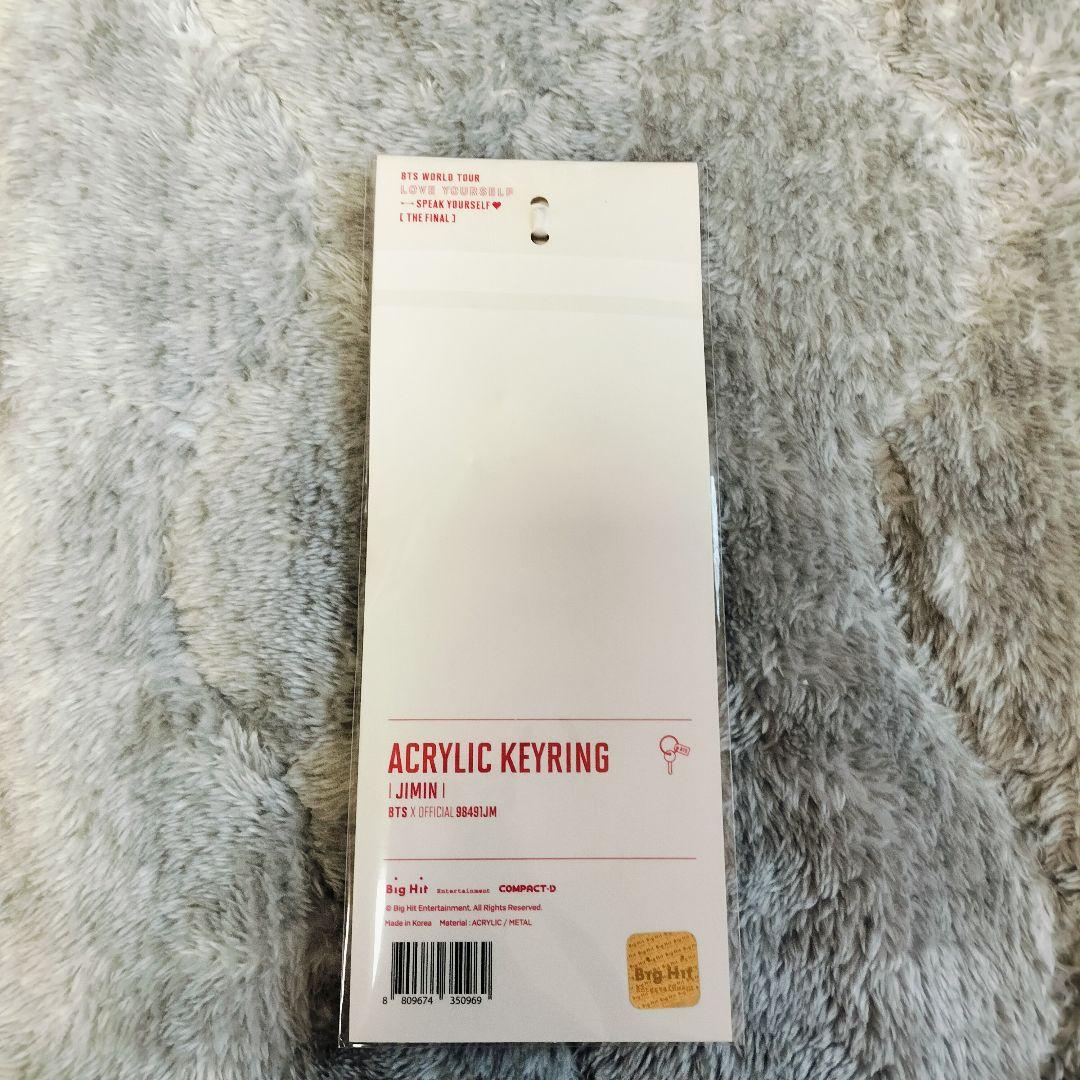 BTS WORLD TOUR
LOVE YOURSELF
SPEAK YOURSELF
[ THE FINAL ]
ACRYLIC KEYRING
| JIMIN |
BTS X OFFICIAL 98491JM
Big Hit Entertainment COMPACT·D
© Big Hit Entertainment. All Rights Reserved.
Made in Korea Material : ACRYLIC / METAL
8 809674 350969
Big Hit
Entertainment